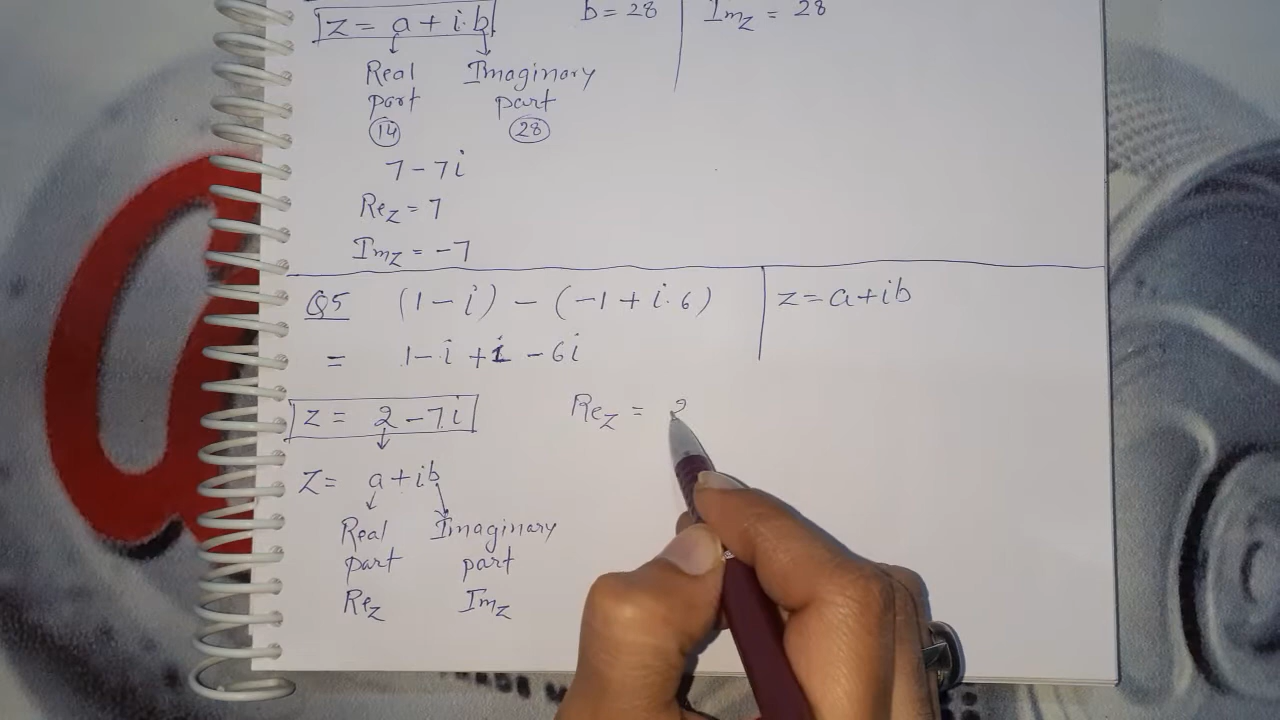 z = a + i.b
b = 28
Imz = 28
Real Imaginary
part part
14 28
7 - 7i
Rez = 7
Imz = -7
Q5 (1 - i) - (-1 + i.6)
z = a + ib
= 1 - i + 1 - 6i
z = 2 - 7i
Rez = 2
z = a + ib
Real Imaginary
part part
Rez Imz